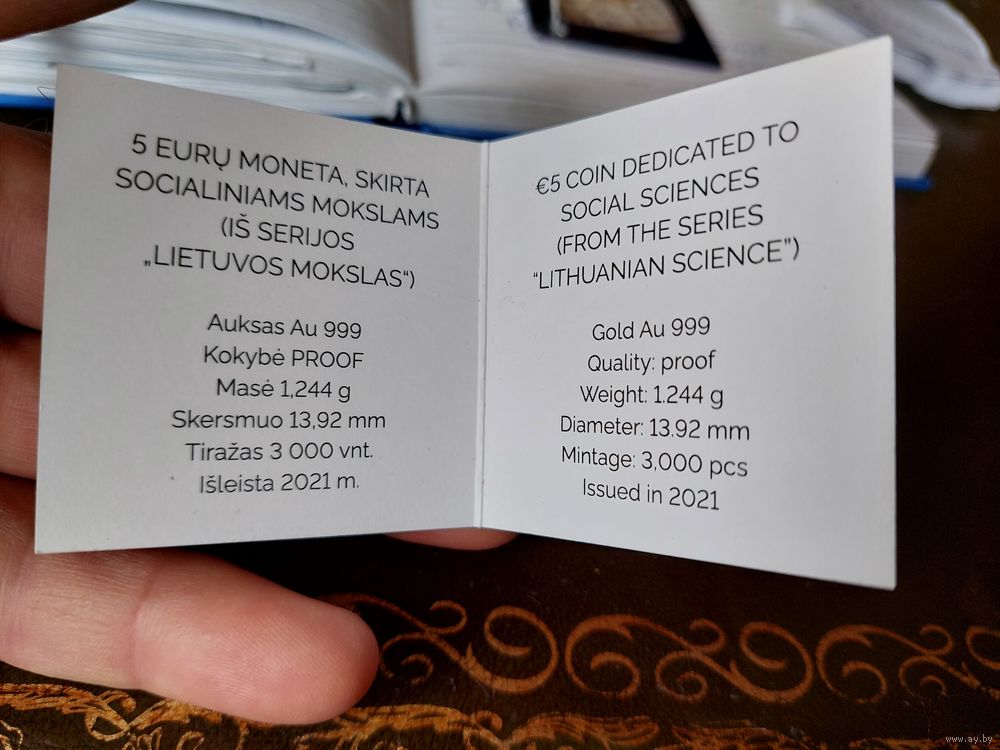 5 EURŲ MONETA, SKIRTA
SOCIALINIAMS MOKSLAMS
(IŠ SERIJOS
„LIETUVOS MOKSLAS“)
Auksas Au 999
Kokybė PROOF
Masė 1,244 g
Skersmuo 13,92 mm
Tiražas 3 000 vnt.
Išleista 2021 m.
€5 COIN DEDICATED TO
SOCIAL SCIENCES
(FROM THE SERIES
“LITHUANIAN SCIENCE”)
Gold Au 999
Quality: proof
Weight: 1.244 g
Diameter: 13.92 mm
Mintage: 3,000 pcs
Issued in 2021
www.ay.by